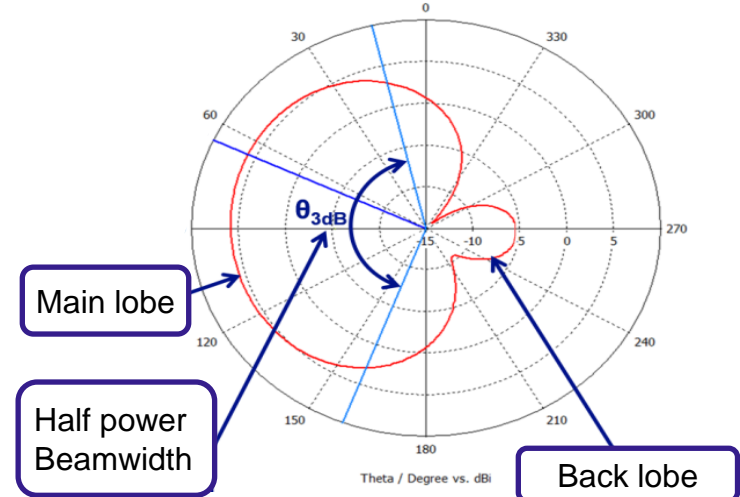 0
30
330
60
300
θ3dB
-15
-10
-5
0
5
270
Main lobe
120
240
Half power
Beamwidth
150
210
180
Theta / Degree vs. dBi
Back lobe